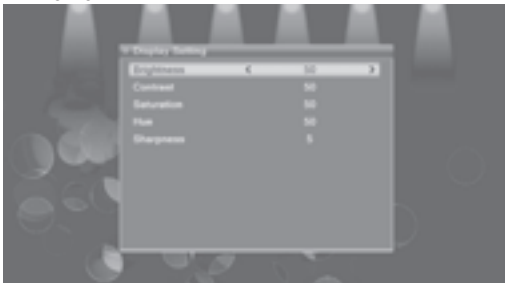 Display Setting
Brightness < 50 >
Contrast 50
Saturation 50
Hue 50
Sharpness 5